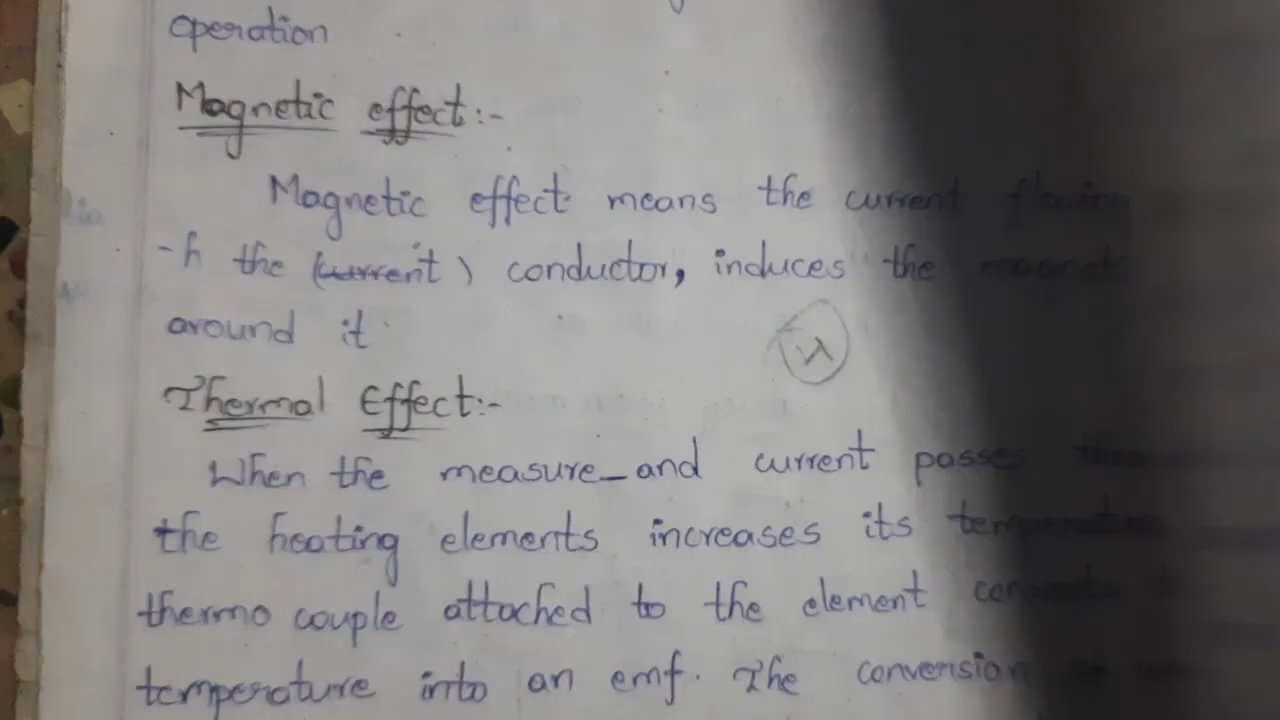 operation
Magnetic effect:-
Magnetic effect means the current flowing
-h the (current) conductor, induces the
around it.
Thermal Effect:-
When the measure-and current passes
the heating elements increases its
thermo couple attached to the element
temperature into an emf. The conversion